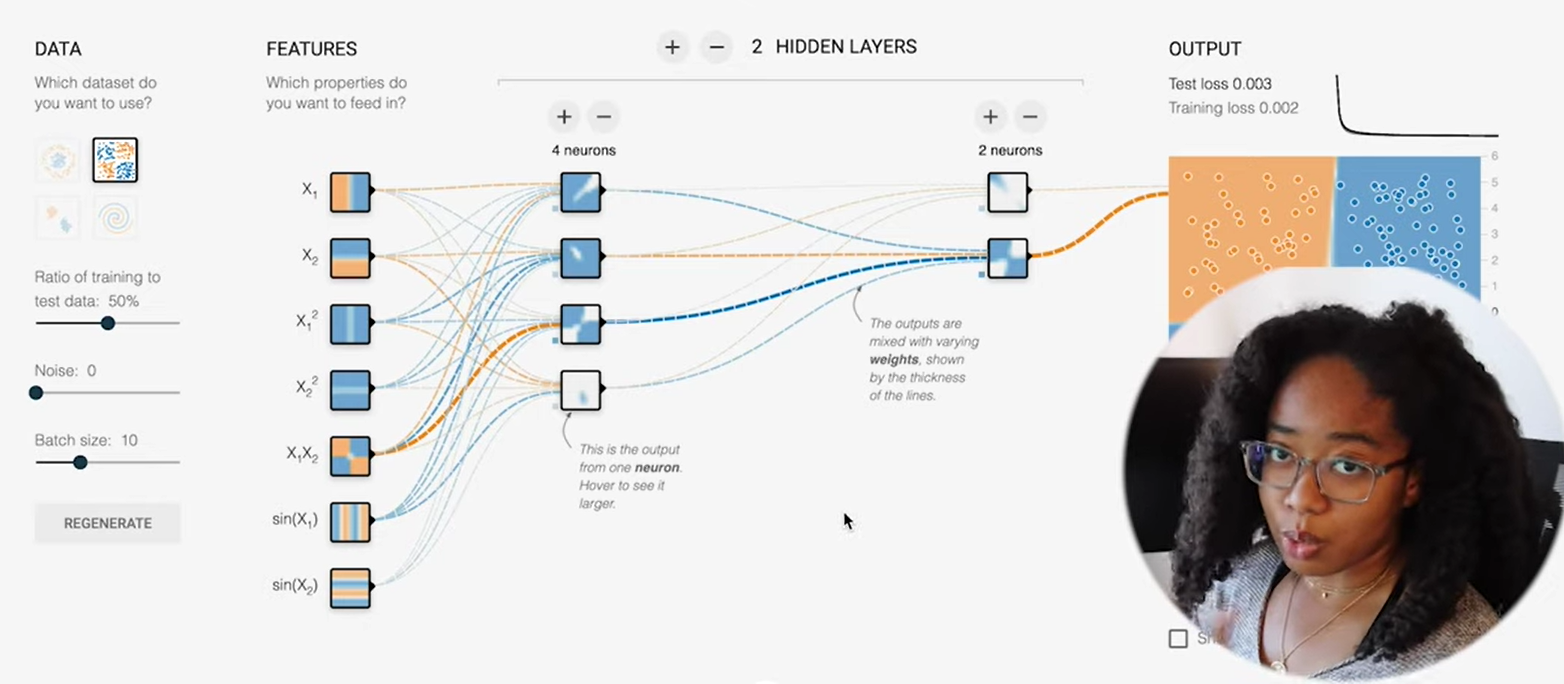 DATA
Which dataset do
you want to use?
Ratio of training to
test data: 50%
Noise: 0
Batch size: 10
REGENERATE
FEATURES
Which properties do
you want to feed in?
X₁
X₂
X₁²
X₂²
X₁X₂
sin(X₁)
sin(X₂)
+ − 2 HIDDEN LAYERS
+ −
4 neurons
This is the output
from one neuron.
Hover to see it
larger.
+ −
2 neurons
The outputs are
mixed with varying
weights, shown
by the thickness
of the lines.
OUTPUT
Test loss 0.003
Training loss 0.002
6
5
4
3
2
1
0